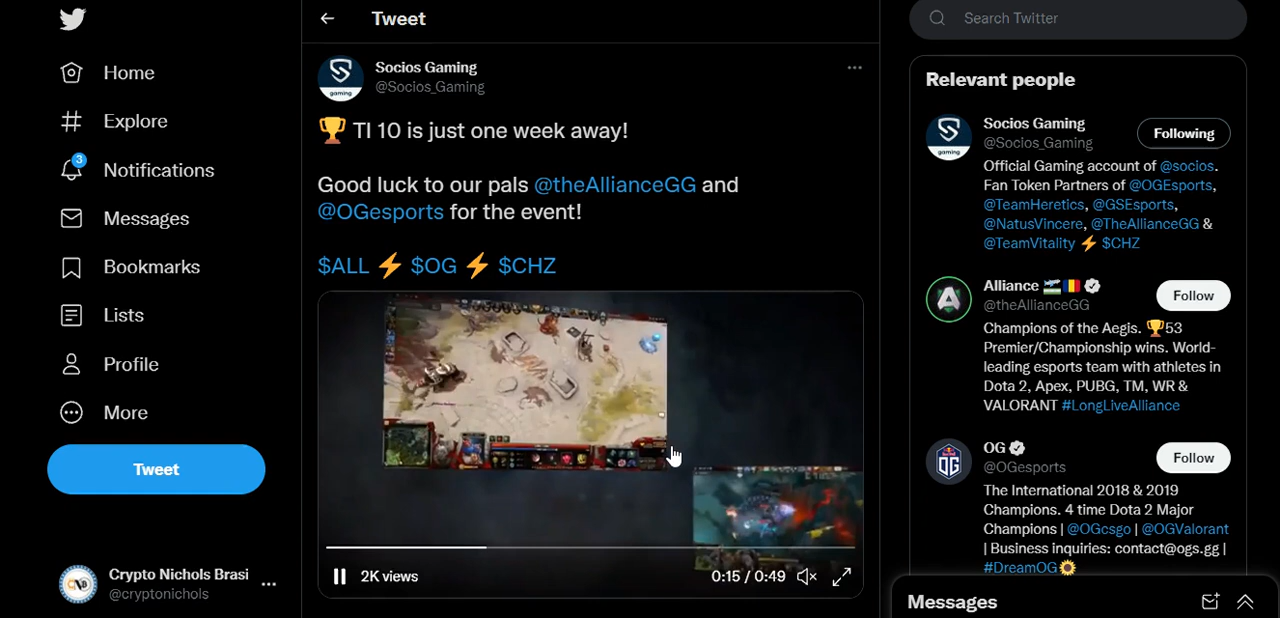 Home
Explore
3
Notifications
Messages
Bookmarks
Lists
Profile
More
Tweet
Crypto Nichols Brasi
@cryptonichols
Tweet
gaming
Socios Gaming
@Socios_Gaming
🏆 TI 10 is just one week away!
Good luck to our pals @theAllianceGG and
@OGesports for the event!
$ALL ⚡ $OG ⚡ $CHZ
2K views
0:15 / 0:49
Search Twitter
Relevant people
gaming
Socios Gaming
@Socios_Gaming
Following
Official Gaming account of @socios.
Fan Token Partners of @OGEsports,
@TeamHeretics, @GSEsports,
@NatusVincere, @TheAllianceGG &
@TeamVitality ⚡ $CHZ
Alliance
@theAllianceGG
Follow
Champions of the Aegis. 🏆53
Premier/Championship wins. World-
leading esports team with athletes in
Dota 2, Apex, PUBG, TM, WR &
VALORANT #LongLiveAlliance
OG
OG
@OGesports
Follow
The International 2018 & 2019
Champions. 4 time Dota 2 Major
Champions | @OGcsgo | @OGValorant
| Business inquiries: contact@ogs.gg |
#DreamOG🌻
Messages